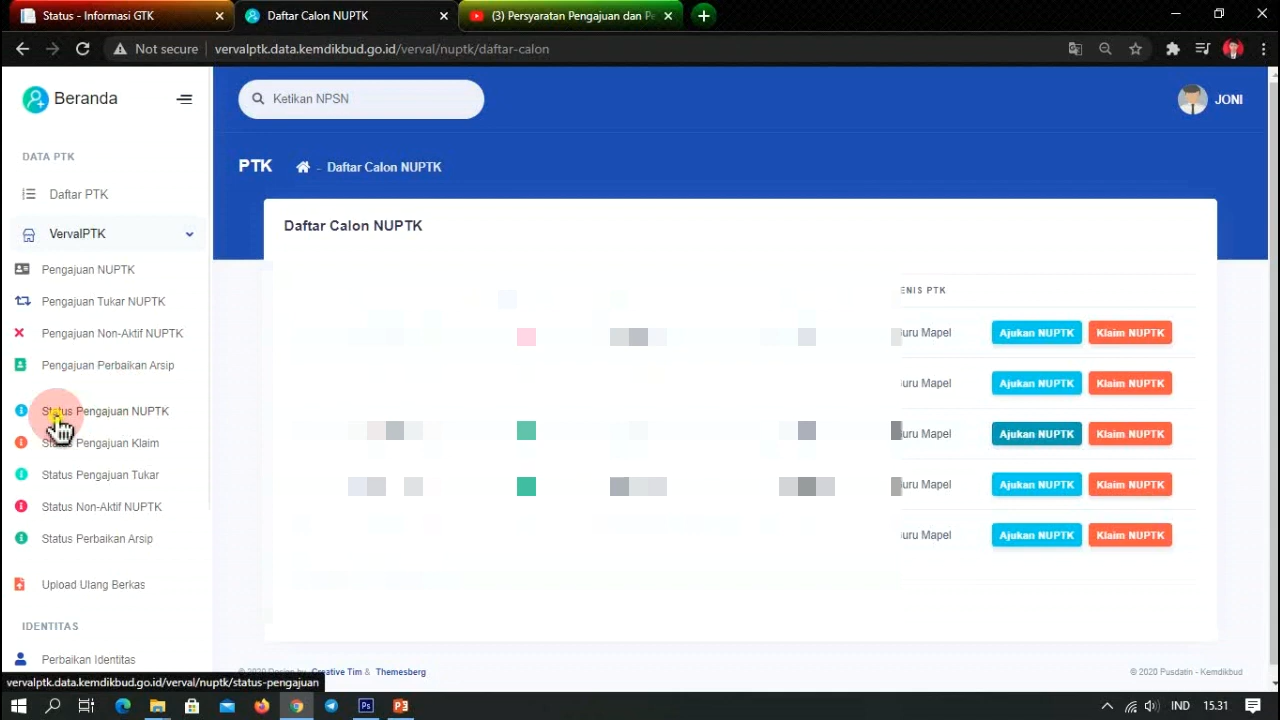 Status - Informasi GTK
Daftar Calon NUPTK
(3) Persyaratan Pengajuan dan Pe
Not secure
vervalptk.data.kemdikbud.go.id/verval/nuptk/daftar-calon
Beranda
Ketikan NPSN
JONI
DATA PTK
PTK
- Daftar Calon NUPTK
Daftar PTK
VervalPTK
Pengajuan NUPTK
Pengajuan Tukar NUPTK
Pengajuan Non-Aktif NUPTK
Pengajuan Perbaikan Arsip
Status Pengajuan NUPTK
Status Pengajuan Klaim
Status Pengajuan Tukar
Status Non-Aktif NUPTK
Status Perbaikan Arsip
Upload Ulang Berkas
IDENTITAS
Perbaikan Identitas
Daftar Calon NUPTK
ENIS PTK
uru Mapel Ajukan NUPTK Klaim NUPTK
uru Mapel Ajukan NUPTK Klaim NUPTK
uru Mapel Ajukan NUPTK Klaim NUPTK
uru Mapel Ajukan NUPTK Klaim NUPTK
uru Mapel Ajukan NUPTK Klaim NUPTK
© 2020 Design by Creative Tim & Themesberg
© 2020 Pusdatin - Kemdikbud
vervalptk.data.kemdikbud.go.id/verval/nuptk/status-pengajuan
IND
15.31